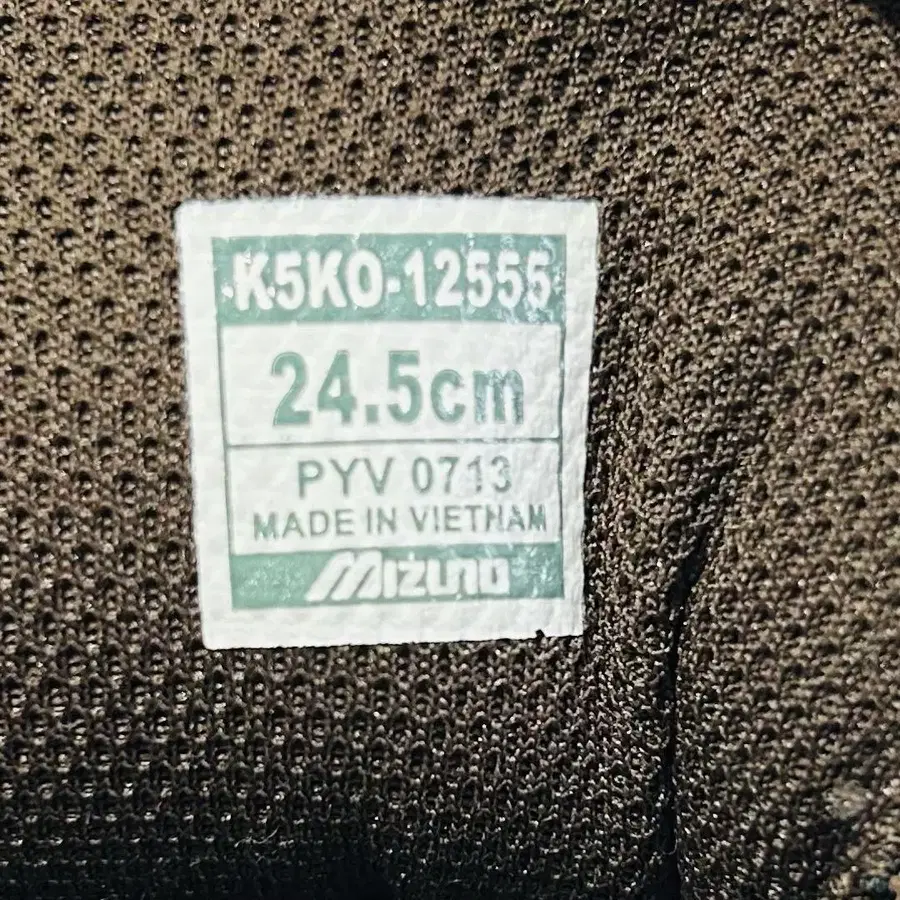 K5KO-12555
24.5cm
PYV 0713
MADE IN VIETNAM
MIZUNO